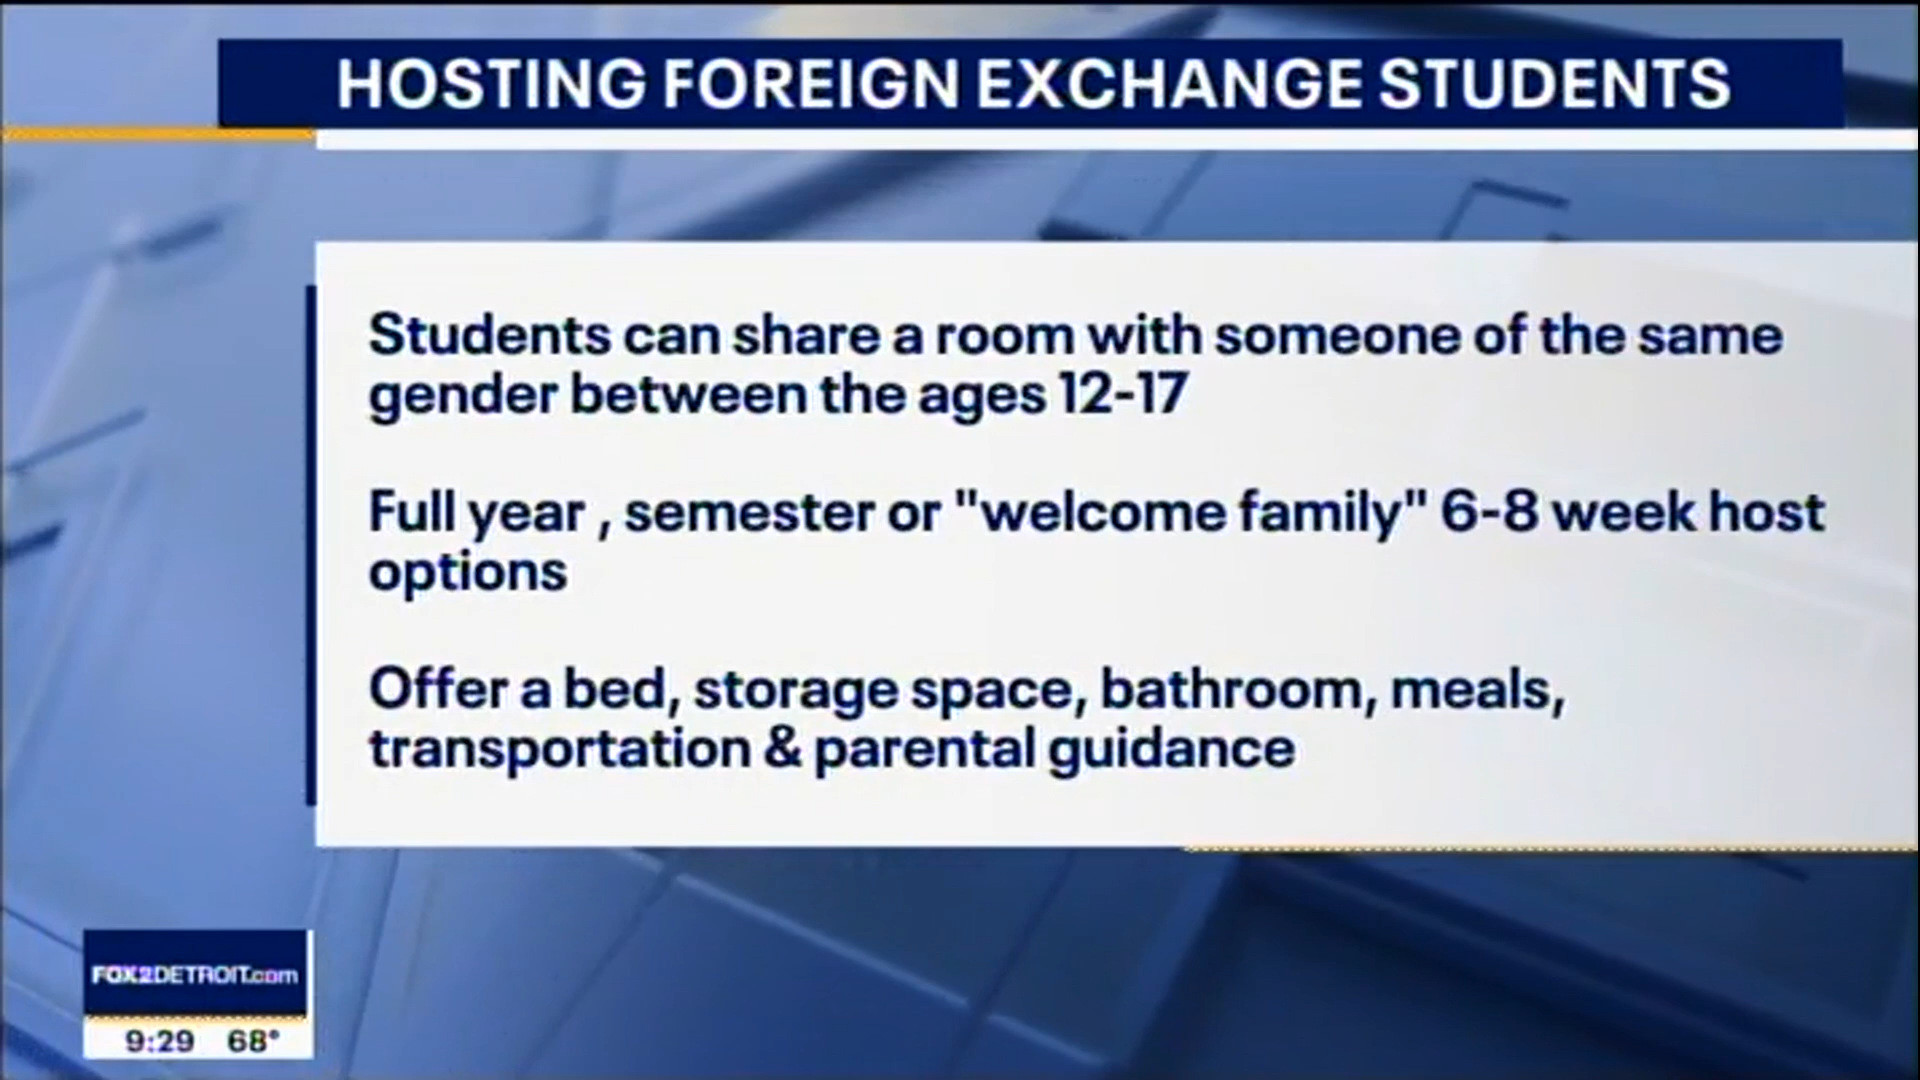 HOSTING FOREIGN EXCHANGE STUDENTS
Students can share a room with someone of the same
gender between the ages 12-17
Full year , semester or "welcome family" 6-8 week host
options
Offer a bed, storage space, bathroom, meals,
transportation & parental guidance
FOX2DETROIT.com
9:29 68°